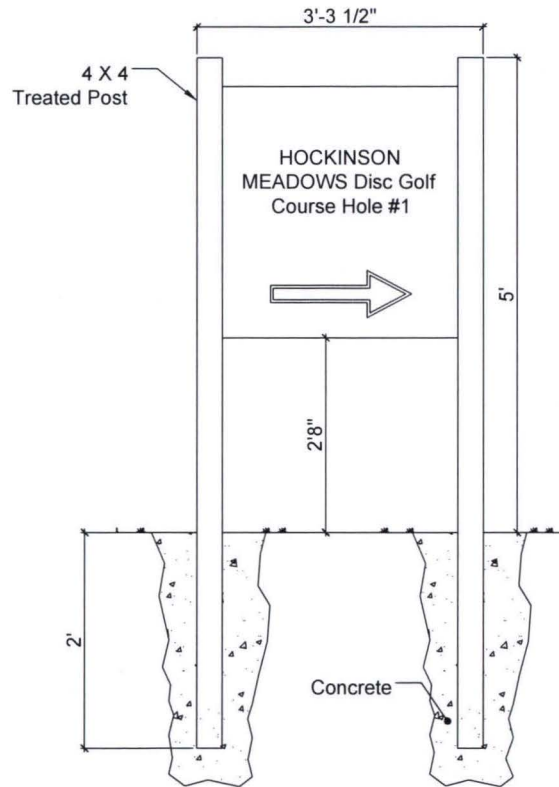 3'-3 1/2"
4 X 4
Treated Post
HOCKINSON
MEADOWS Disc Golf
Course Hole #1
5'
2'8"
2'
Concrete